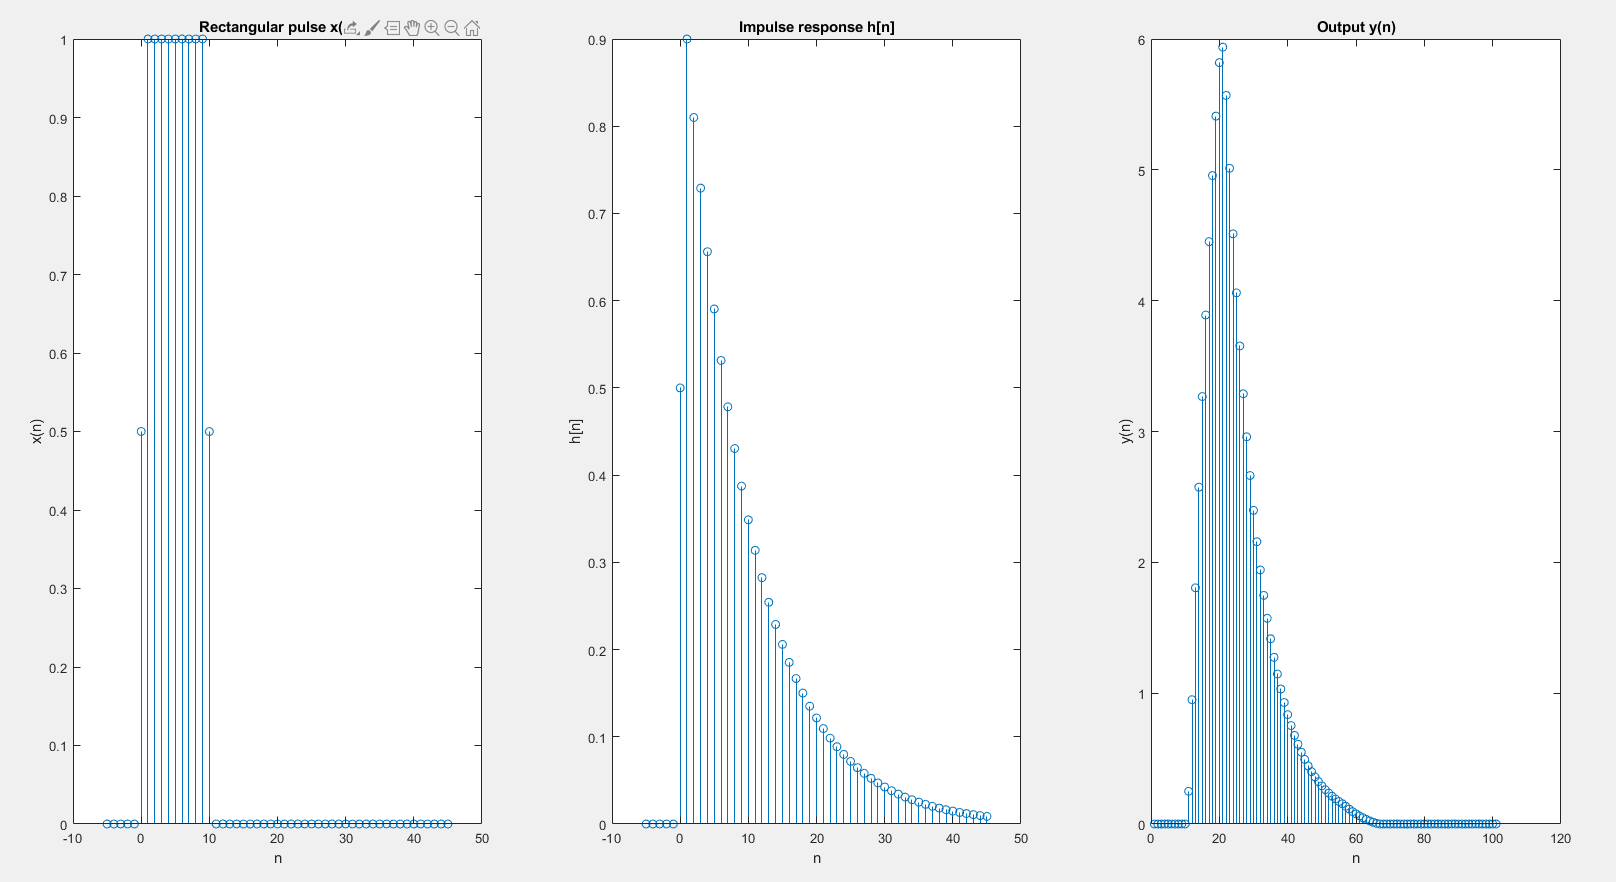 Rectangular pulse x(
1
0.9
0.8
0.7
0.6
0.5
0.4
0.3
0.2
0.1
0
x(n)
-10 0 10 20 30 40 50
n
Impulse response h[n]
0.9
0.8
0.7
0.6
0.5
0.4
0.3
0.2
0.1
0
h[n]
-10 0 10 20 30 40 50
n
Output y(n)
6
5
4
3
2
1
0
y(n)
0 20 40 60 80 100 120
n